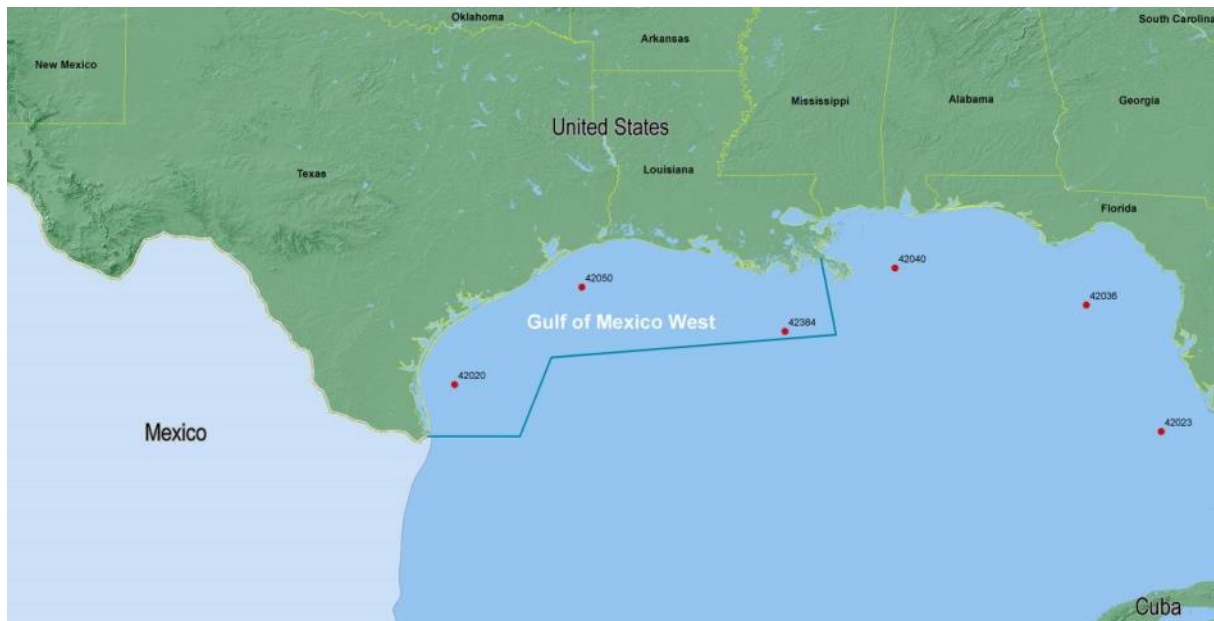 Oklahoma
South Carolina
Arkansas
New Mexico
Mississippi
Alabama
Georgia
United States
Texas
Louisiana
Florida
42040
42050
42036
Gulf of Mexico West
42384
42020
Mexico
42023
Cuba